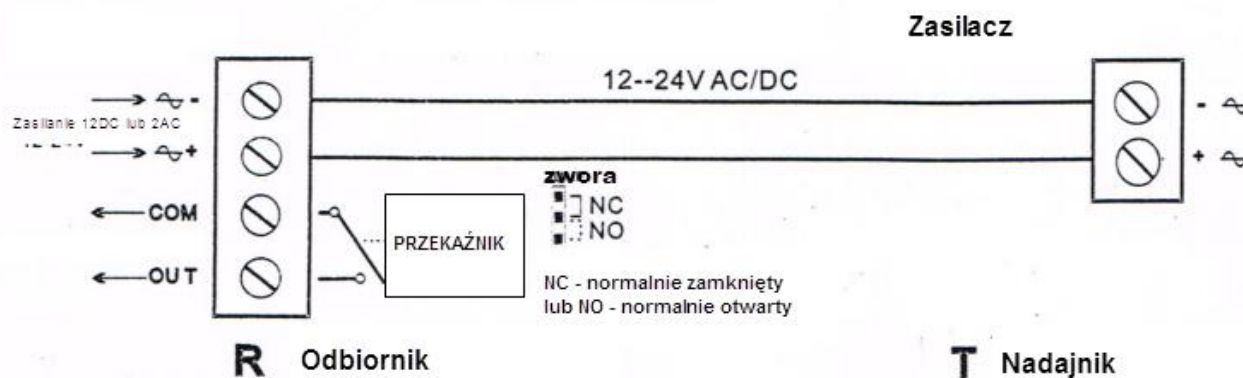 Zasilacz
12--24V AC/DC
-
-
Zasilanie 12DC lub 2AC
+
+
zwora
COM
NC
NO
PRZEKAŹNIK
OUT
NC - normalnie zamknięty
lub NO - normalnie otwarty
R Odbiornik
T Nadajnik